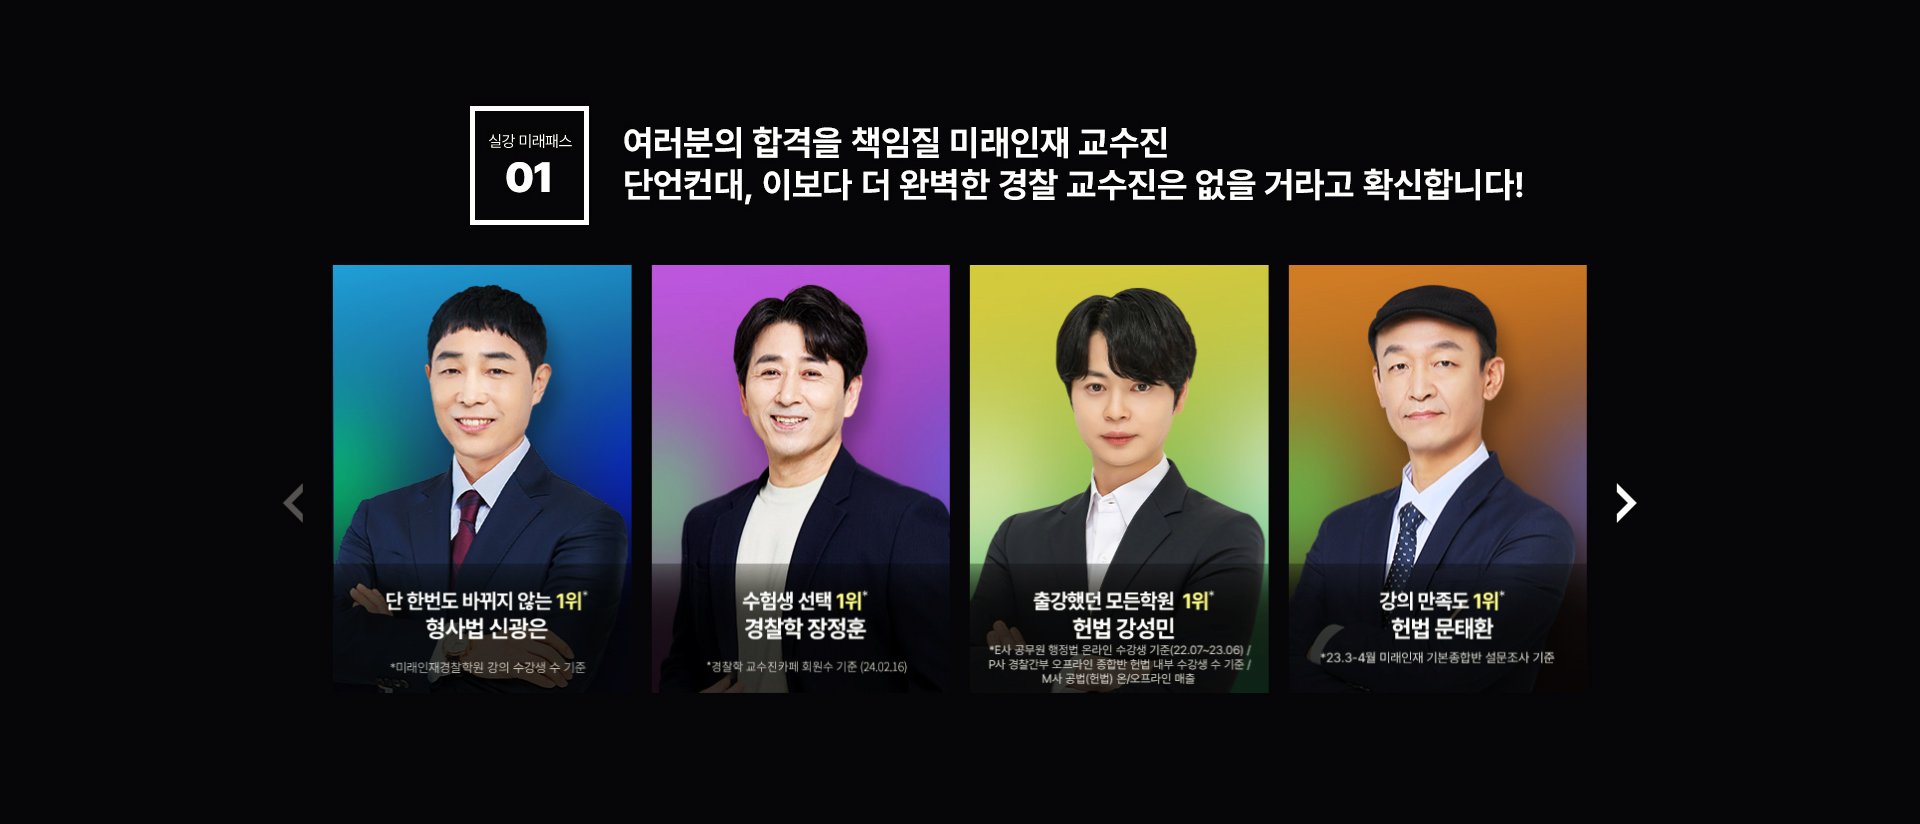 실강 미래패스
01
여러분의 합격을 책임질 미래인재 교수진
단언컨대, 이보다 더 완벽한 경찰 교수진은 없을 거라고 확신합니다!
단 한번도 바뀌지 않는 1위*
형사법 신광은
*미래인재경찰학원 강의 수강생 수 기준
수험생 선택 1위*
경찰학 장정훈
*경찰학 교수진카페 회원수 기준 (24.02.16)
출강했던 모든학원 1위*
헌법 강성민
*E사 공무원 행정법 온라인 수강생 기준(22.07~23.06) /
P사 경찰간부 오프라인 종합반 헌법 내부 수강생 수 기준 /
M사 공법(헌법) 온/오프라인 매출
강의 만족도 1위*
헌법 문태환
*23.3-4월 미래인재 기본종합반 설문조사 기준